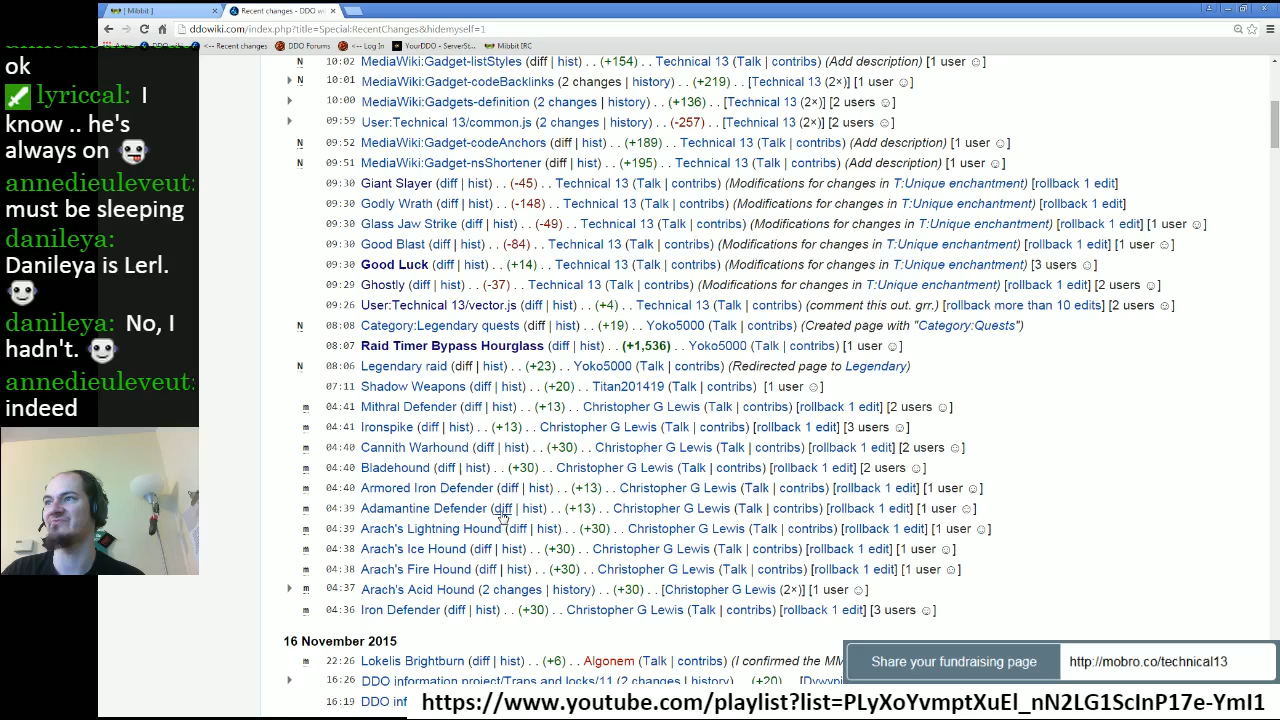 [ Mibbit ]
Recent changes - DDO wi
ddowiki.com/index.php?title=Special:RecentChanges&hidemyself=1
<-- Recent changes DDO Forums <-- Log In YourDDO - ServerSt... Mibbit IRC
ok
lyriccal: I
know .. he's
always on
annedieuleveut:
must be sleeping
danileya:
Danileya is Lerl.
danileya: No, I
hadn't.
annedieuleveut:
indeed
N 10:02 MediaWiki:Gadget-listStyles (diff | hist) . . (+154) . . Technical 13 (Talk | contribs) (Add description) [1 user ☺]
N 10:01 MediaWiki:Gadget-codeBacklinks (2 changes | history) . . (+219) . . [Technical 13 (2×)] [1 user ☺]
10:00 MediaWiki:Gadgets-definition (2 changes | history) . . (+136) . . [Technical 13 (2×)] [2 users ☺]
09:59 User:Technical 13/common.js (2 changes | history) . . (-257) . . [Technical 13 (2×)] [2 users ☺]
N 09:52 MediaWiki:Gadget-codeAnchors (diff | hist) . . (+189) . . Technical 13 (Talk | contribs) (Add description) [1 user ☺]
N 09:51 MediaWiki:Gadget-nsShortener (diff | hist) . . (+195) . . Technical 13 (Talk | contribs) (Add description) [1 user ☺]
09:30 Giant Slayer (diff | hist) . . (-45) . . Technical 13 (Talk | contribs) (Modifications for changes in T:Unique enchantment) [rollback 1 edit]
09:30 Godly Wrath (diff | hist) . . (-148) . . Technical 13 (Talk | contribs) (Modifications for changes in T:Unique enchantment) [rollback 1 edit]
09:30 Glass Jaw Strike (diff | hist) . . (-49) . . Technical 13 (Talk | contribs) (Modifications for changes in T:Unique enchantment) [rollback 1 edit] [1 user ☺]
09:30 Good Blast (diff | hist) . . (-84) . . Technical 13 (Talk | contribs) (Modifications for changes in T:Unique enchantment) [rollback 1 edit] [1 user ☺]
09:30 Good Luck (diff | hist) . . (+14) . . Technical 13 (Talk | contribs) (Modifications for changes in T:Unique enchantment) [3 users ☺]
09:29 Ghostly (diff | hist) . . (-37) . . Technical 13 (Talk | contribs) (Modifications for changes in T:Unique enchantment) [rollback 1 edit] [2 users ☺]
09:26 User:Technical 13/vector.js (diff | hist) . . (+4) . . Technical 13 (Talk | contribs) (comment this out. grr.) [rollback more than 10 edits] [2 users ☺]
N 08:08 Category:Legendary quests (diff | hist) . . (+19) . . Yoko5000 (Talk | contribs) (Created page with "Category:Quests")
08:07 Raid Timer Bypass Hourglass (diff | hist) . . (+1,536) . . Yoko5000 (Talk | contribs) [1 user ☺]
N 08:06 Legendary raid (diff | hist) . . (+23) . . Yoko5000 (Talk | contribs) (Redirected page to Legendary)
07:11 Shadow Weapons (diff | hist) . . (+20) . . Titan201419 (Talk | contribs) [1 user ☺]
m 04:41 Mithral Defender (diff | hist) . . (+13) . . Christopher G Lewis (Talk | contribs) [rollback 1 edit] [2 users ☺]
m 04:41 Ironspike (diff | hist) . . (+13) . . Christopher G Lewis (Talk | contribs) [rollback 1 edit] [3 users ☺]
m 04:40 Cannith Warhound (diff | hist) . . (+30) . . Christopher G Lewis (Talk | contribs) [rollback 1 edit] [2 users ☺]
m 04:40 Bladehound (diff | hist) . . (+30) . . Christopher G Lewis (Talk | contribs) [rollback 1 edit] [2 users ☺]
m 04:40 Armored Iron Defender (diff | hist) . . (+13) . . Christopher G Lewis (Talk | contribs) [rollback 1 edit] [1 user ☺]
m 04:39 Adamantine Defender (diff | hist) . . (+13) . . Christopher G Lewis (Talk | contribs) [rollback 1 edit] [1 user ☺]
m 04:39 Arach's Lightning Hound (diff | hist) . . (+30) . . Christopher G Lewis (Talk | contribs) [rollback 1 edit] [1 user ☺]
m 04:38 Arach's Ice Hound (diff | hist) . . (+30) . . Christopher G Lewis (Talk | contribs) [rollback 1 edit] [1 user ☺]
m 04:38 Arach's Fire Hound (diff | hist) . . (+30) . . Christopher G Lewis (Talk | contribs) [rollback 1 edit] [1 user ☺]
m 04:37 Arach's Acid Hound (2 changes | history) . . (+30) . . [Christopher G Lewis (2×)] [1 user ☺]
m 04:36 Iron Defender (diff | hist) . . (+30) . . Christopher G Lewis (Talk | contribs) [rollback 1 edit] [3 users ☺]
16 November 2015
m 22:26 Lokelis Brightburn (diff | hist) . . (+6) . . Algonem (Talk | contribs) (I confirmed the
16:26 DDO information project/Traps and locks/11 (2 changes | history) . . (+20) . .
16:19 DDO inf
Share your fundraising page http://mobro.co/technical13
https://www.youtube.com/playlist?list=PLyXoYvmptXuEl_nN2LG1ScInP17e-YmI1